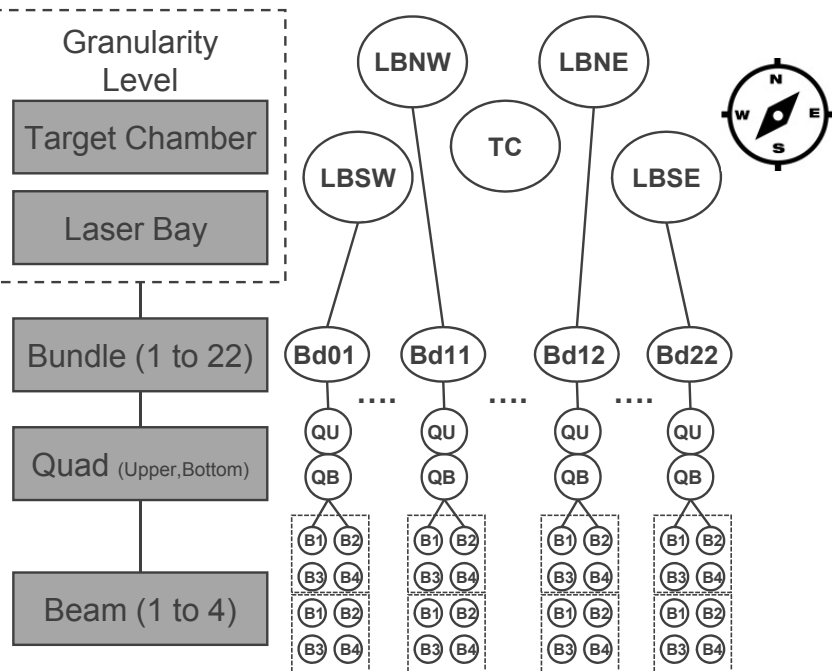 Granularity
Level
Target Chamber
Laser Bay
Bundle (1 to 22)
Quad (Upper,Bottom)
Beam (1 to 4)
LBNW LBNE
TC
LBSW LBSE
N
W E
S
Bd01 Bd11 Bd12 Bd22
.... .... ....
QU QU QU QU
QB QB QB QB
B1 B2 B1 B2 B1 B2 B1 B2
B3 B4 B3 B4 B3 B4 B3 B4
B1 B2 B1 B2 B1 B2 B1 B2
B3 B4 B3 B4 B3 B4 B3 B4